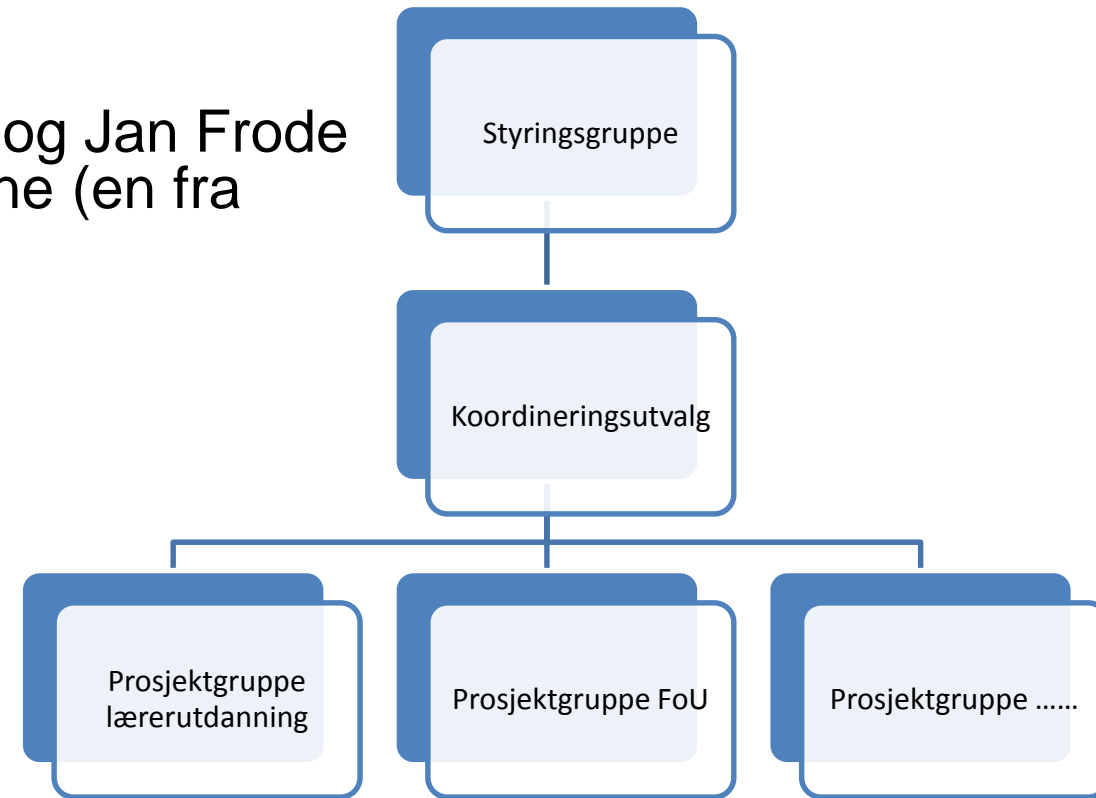 og Jan Frode
ne (en fra
Styringsgruppe
Koordineringsutvalg
Prosjektgruppe
lærerutdanning
Prosjektgruppe FoU
Prosjektgruppe ......